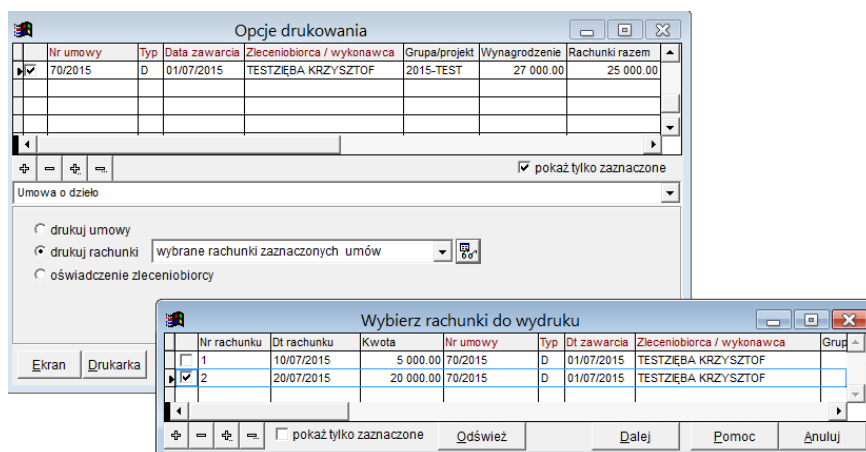 Opcje drukowania
Nr umowy Typ Data zawarcia Zleceniobiorca / wykonawca Grupa/projekt Wynagrodzenie Rachunki razem
70/2015 D 01/07/2015 TESTZIĘBA KRZYSZTOF 2015-TEST 27 000.00 25 000.00
pokaż tylko zaznaczone
Umowa o dzieło
drukuj umowy
drukuj rachunki wybrane rachunki zaznaczonych umów
oświadczenie zleceniobiorcy
Ekran Drukarka
Wybierz rachunki do wydruku
Nr rachunku Dt rachunku Kwota Nr umowy Typ Dt zawarcia Zleceniobiorca / wykonawca Grup
1 10/07/2015 5 000.00 70/2015 D 01/07/2015 TESTZIĘBA KRZYSZTOF
2 20/07/2015 20 000.00 70/2015 D 01/07/2015 TESTZIĘBA KRZYSZTOF
pokaż tylko zaznaczone Odśwież Dalej Pomoc Anuluj